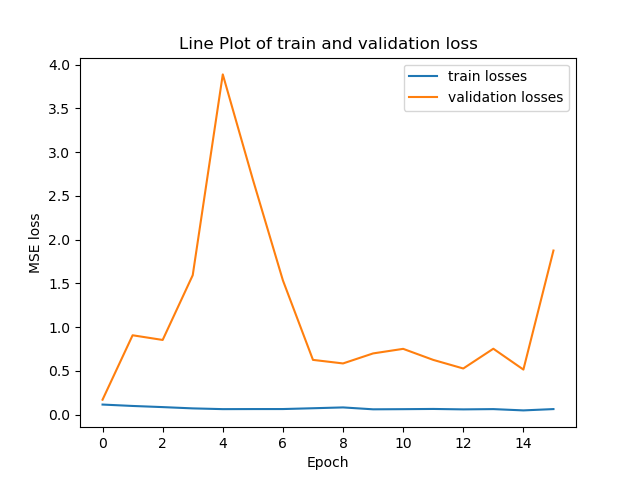 Line Plot of train and validation loss
train losses
validation losses
4.0
3.5
3.0
2.5
2.0
1.5
1.0
0.5
0.0
MSE loss
0 2 4 6 8 10 12 14
Epoch